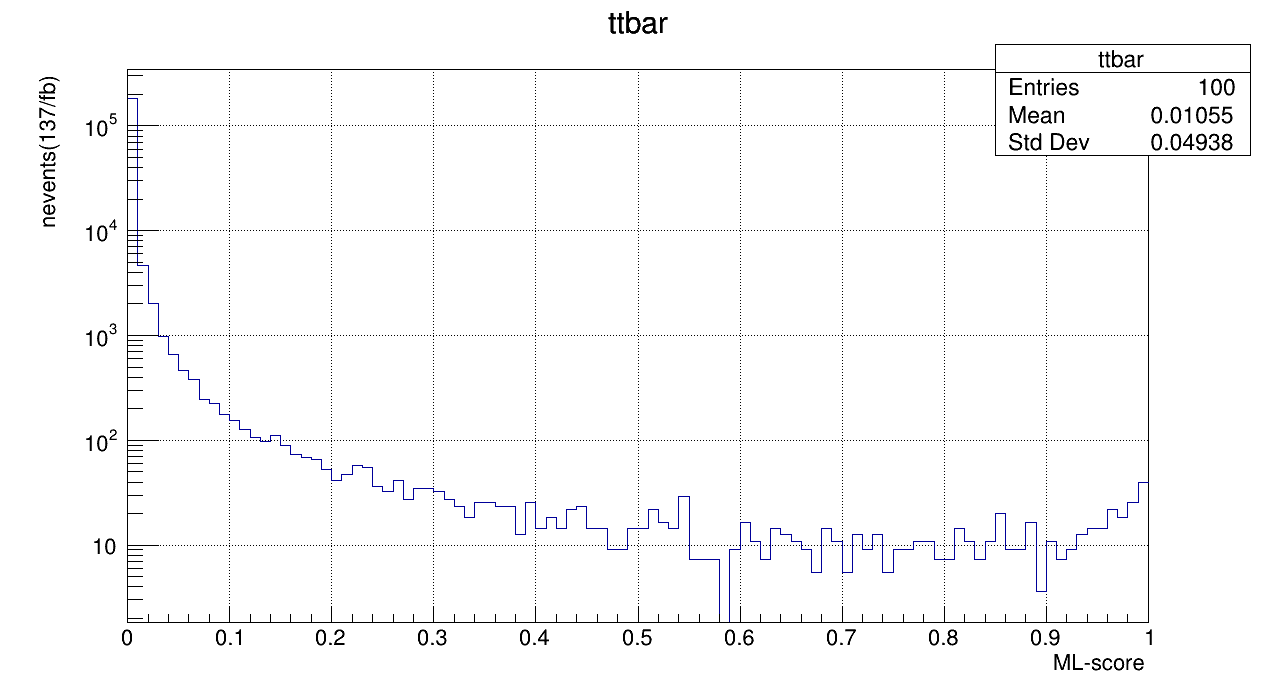 ttbar
ttbar
Entries 100
Mean 0.01055
Std Dev 0.04938
nevents(137/fb)
10^5
10^4
10^3
10^2
10
0 0.1 0.2 0.3 0.4 0.5 0.6 0.7 0.8 0.9 1
ML-score